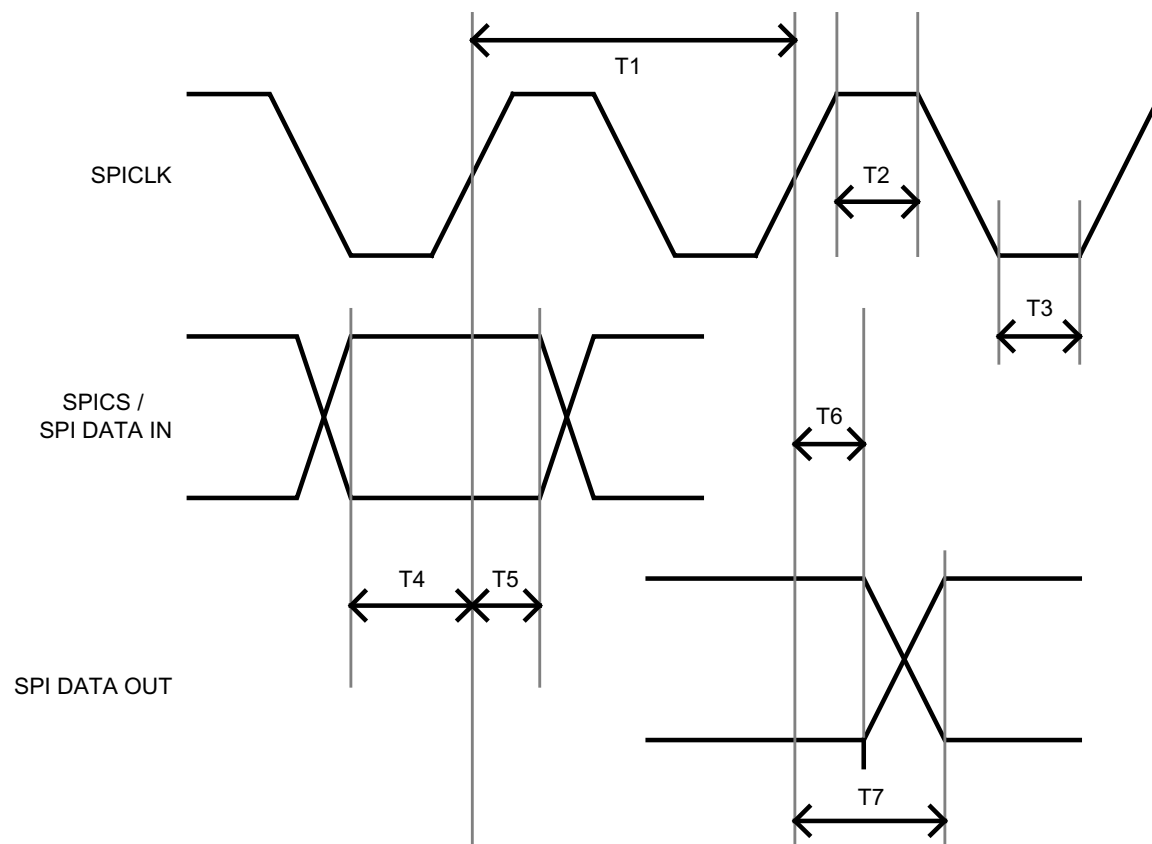 T1
SPICLK
T2
T3
SPICS /
SPI DATA IN
T6
T4
T5
SPI DATA OUT
T7